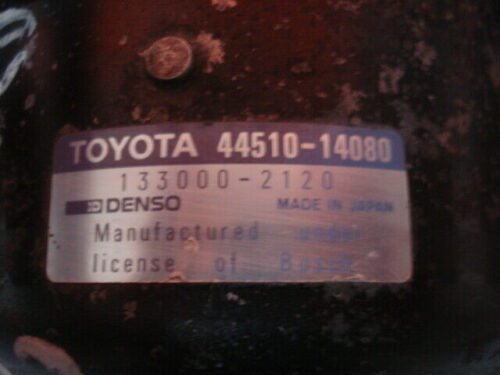 TOYOTA 44510-14080
133000-2120
DENSO MADE IN JAPAN
Manufactured under
license of Bosch